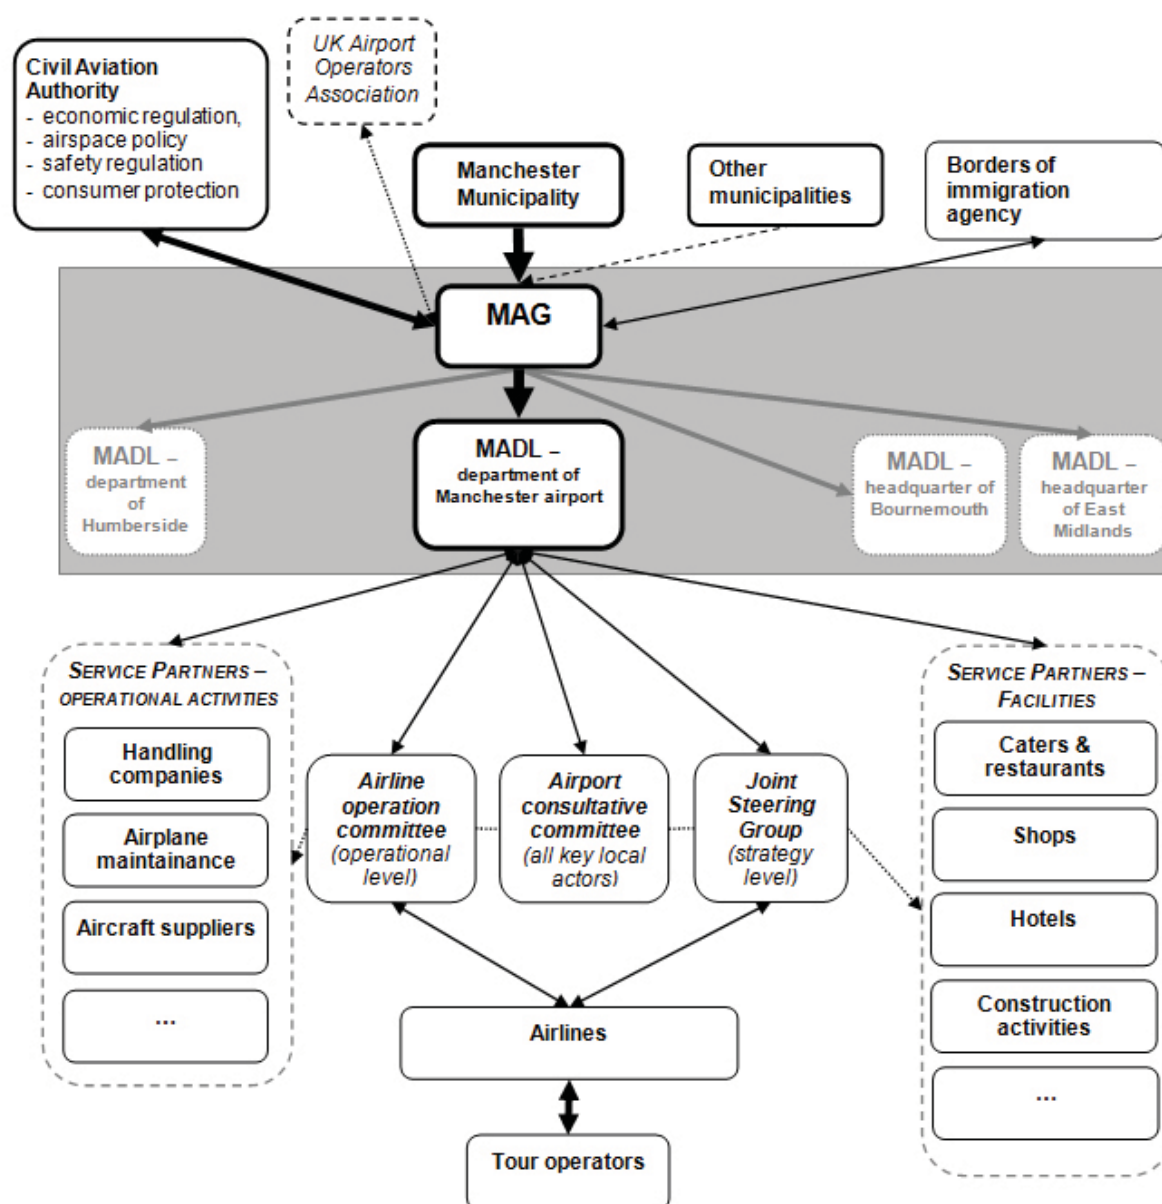 Civil Aviation
Authority
- economic regulation,
- airspace policy
- safety regulation
- consumer protection
UK Airport
Operators
Association
Manchester
Municipality
Other
municipalities
Borders of
immigration
agency
MAG
MADL –
department of
Humberside
MADL –
department of
Manchester airport
MADL –
headquarter of
Bournemouth
MADL –
headquarter
of East
Midlands
SERVICE PARTNERS –
OPERATIONAL ACTIVITIES
Handling
companies
Airplane
maintainance
Aircraft suppliers
...
Airline
operation
committee
(operational
level)
Airport
consultative
committee
(all key local
actors)
Joint
Steering
Group
(strategy
level)
SERVICE PARTNERS –
FACILITIES
Caters &
restaurants
Shops
Hotels
Construction
activities
...
Airlines
Tour operators